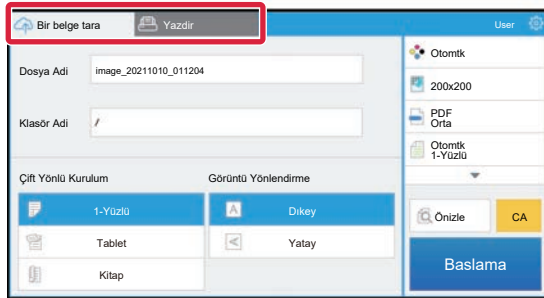 Bir belge tara
Yazdir
User
Dosya Adi
image_20211010_011204
Klasör Adi
/
Çift Yönlü Kurulum
Görüntü Yönlendirme
1-Yüzlü
Tablet
Kitap
A
Dıkey
Yatay
Otomtk
200x200
PDF
Orta
Otomtk
1-Yüzlü
Önizle
CA
Baslama